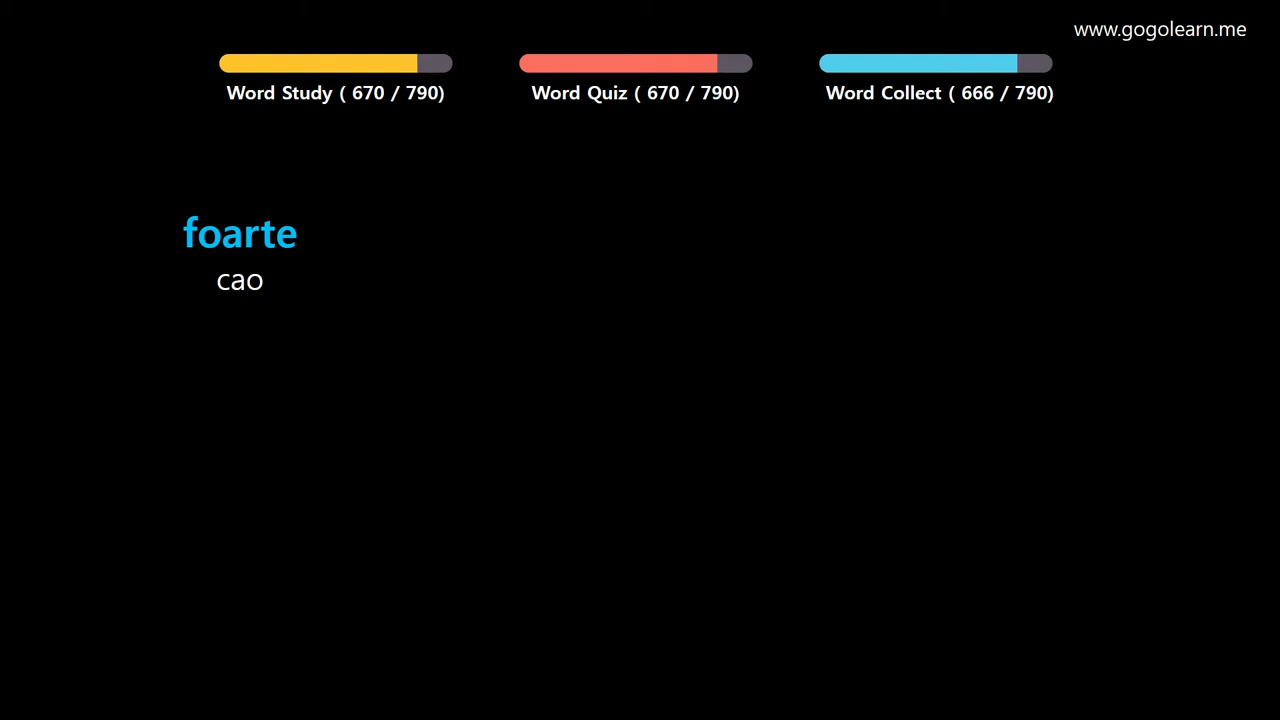 www.gogolearn.me
Word Study ( 670 / 790)
Word Quiz ( 670 / 790)
Word Collect ( 666 / 790)
foarte
cao